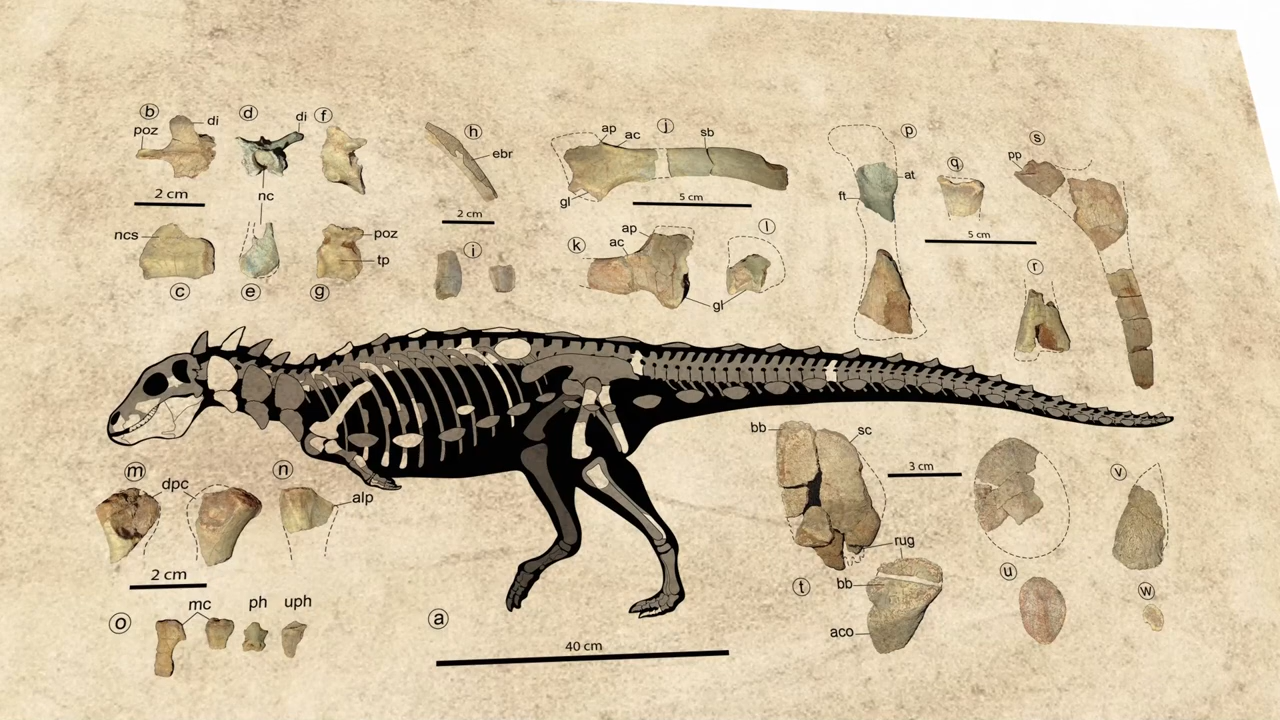 b
d
f
h
j
p
q
s
poz
di
di
ebr
ap
ac
sb
pp
at
ft
2 cm
nc
gl
5 cm
2 cm
5 cm
ncs
poz
tp
ap
ac
k
l
i
gl
r
c
e
g
bb
sc
m
n
dpc
alp
3 cm
v
2 cm
rug
t
u
bb
w
o
mc
ph
uph
a
aco
40 cm